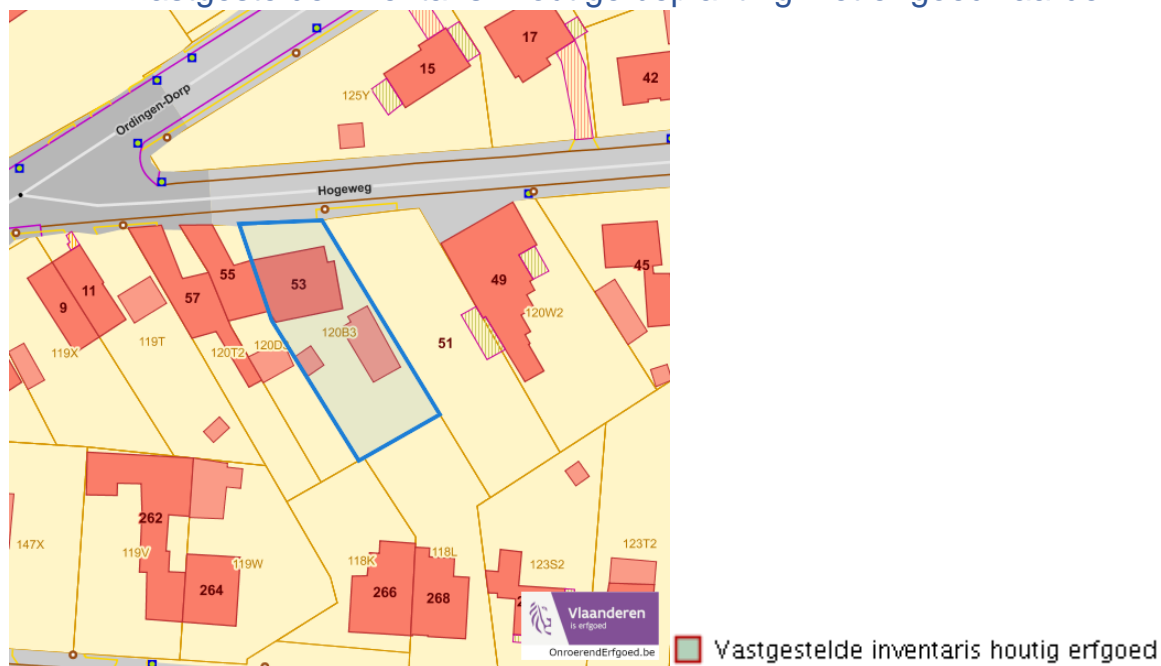 17
15
42
125Y
Ordingen-Dorp
Hogeweg
55
53
49
45
11
9
57
120W2
120B3
51
119X
119T
120T2
262
147X
119V
119W
264
118K
118L
123S2
123T2
266
268
Vlaanderen
is erfgoed
OnroerendErfgoed.be
Vastgestelde inventaris houtig erfgoed